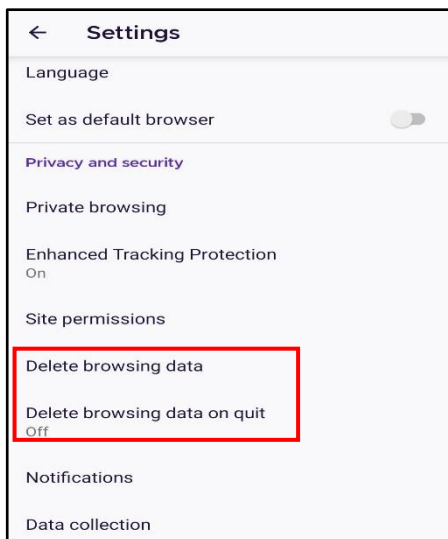 Settings
Language
Set as default browser
Privacy and security
Private browsing
Enhanced Tracking Protection
On
Site permissions
Delete browsing data
Delete browsing data on quit
Off
Notifications
Data collection